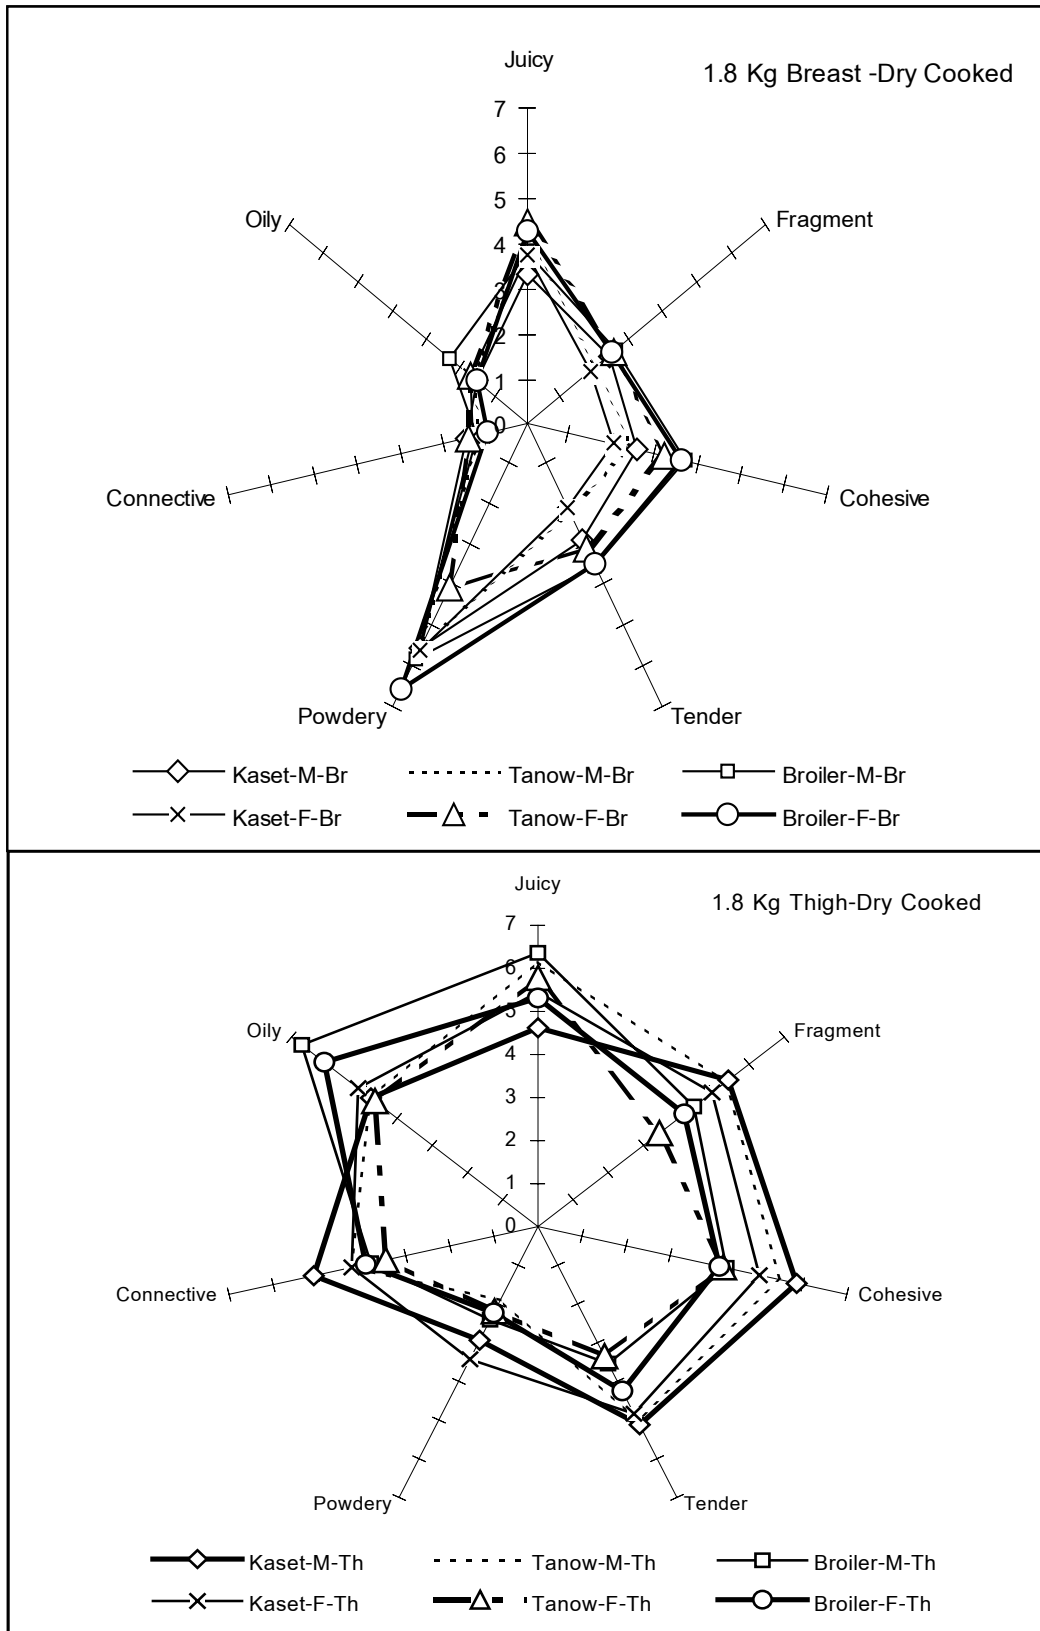 Juicy
1.8 Kg Breast -Dry Cooked
7
6
5
4
3
2
1
0
Oily
Fragment
Connective
Cohesive
Powdery
Tender
Kaset-M-Br
Tanow-M-Br
Broiler-M-Br
Kaset-F-Br
Tanow-F-Br
Broiler-F-Br
Juicy
1.8 Kg Thigh-Dry Cooked
7
6
5
4
3
2
1
0
Oily
Fragment
Connective
Cohesive
Powdery
Tender
Kaset-M-Th
Tanow-M-Th
Broiler-M-Th
Kaset-F-Th
Tanow-F-Th
Broiler-F-Th